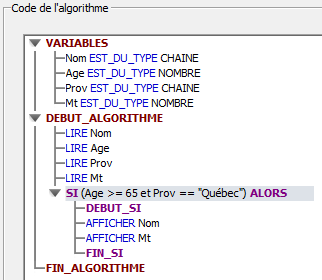 Code de l'algorithme
VARIABLES
Nom EST_DU_TYPE CHAINE
Age EST_DU_TYPE NOMBRE
Prov EST_DU_TYPE CHAINE
Mt EST_DU_TYPE NOMBRE
DEBUT_ALGORITHME
LIRE Nom
LIRE Age
LIRE Prov
LIRE Mt
SI (Age >= 65 et Prov == "Québec") ALORS
DEBUT_SI
AFFICHER Nom
AFFICHER Mt
FIN_SI
FIN_ALGORITHME